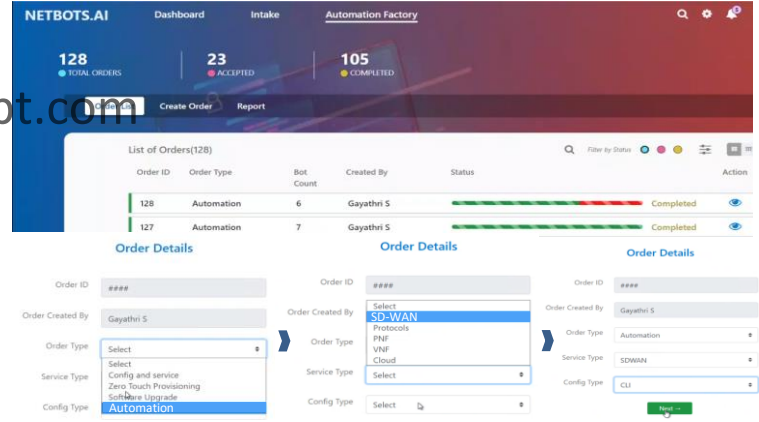 NETBOTS.AI Dashboard Intake Automation Factory 3
128 23 105
TOTAL ORDERS ACCEPTED COMPLETED
pt.com
Order List Create Order Report
List of Orders(128) Filter by Status
Order ID Order Type Bot Count Created By Status Action
128 Automation 6 Gayathri S Completed
127 Automation 7 Gayathri S Completed
Order Details
Order ID ####
Order Created By Gayathri S
Order Type Select
Select
Config and service
Zero Touch Provisioning
Software Upgrade
Automation
Service Type
Config Type
Order Details
Order ID ####
Order Created By
Select
SD-WAN
Protocols
Order Type
PNF
VNF
Cloud
Service Type Select
Config Type Select
Order Details
Order ID ####
Order Created By Gayathri S
Order Type Automation
Service Type SDWAN
Config Type CLI
Next →